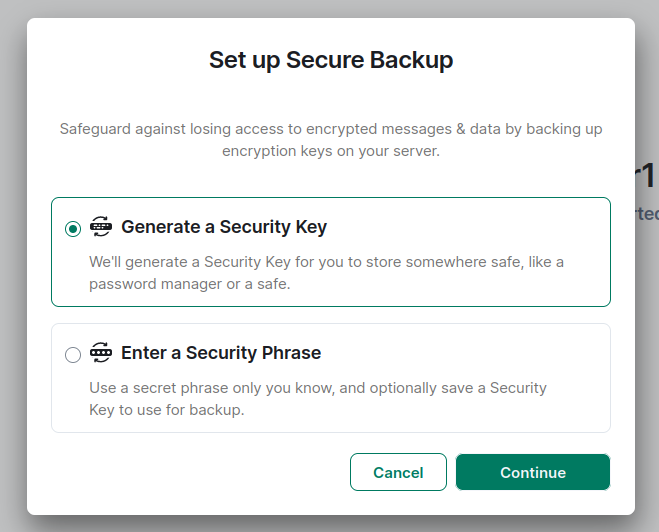 Set up Secure Backup
Safeguard against losing access to encrypted messages & data by backing up
encryption keys on your server.
Generate a Security Key
We'll generate a Security Key for you to store somewhere safe, like a
password manager or a safe.
Enter a Security Phrase
Use a secret phrase only you know, and optionally save a Security
Key to use for backup.
Cancel
Continue